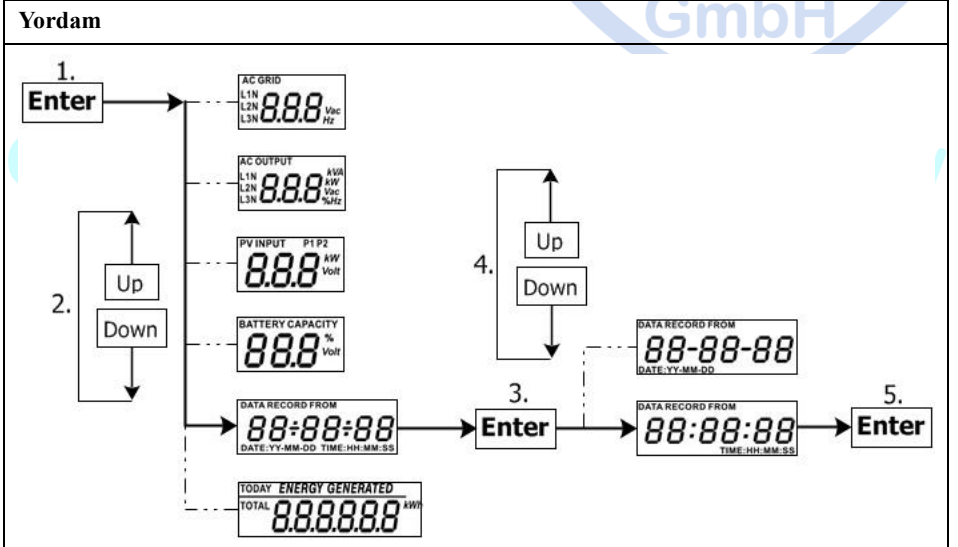 GmbH
Yordam
1.
Enter
AC GRID
L1N
L2N
L3N
8.8.8
Vac
Hz
AC OUTPUT
L1N
L2N
L3N
8.8.8
kVA
kW
Vac
%Hz
2.
Up
Down
PV INPUT P1 P2
8.8.8
kW
Volt
BATTERY CAPACITY
88.8
%
Volt
DATA RECORD FROM
88÷88÷88
DATE:YY-MM-DD TIME:HH:MM:SS
TODAY ENERGY GENERATED
TOTAL
8.8.8.8.8.8
kWh
3.
Enter
4.
Up
Down
DATA RECORD FROM
88-88-88
DATE:YY-MM-DD
DATA RECORD FROM
88:88:88
TIME:HH:MM:SS
5.
Enter